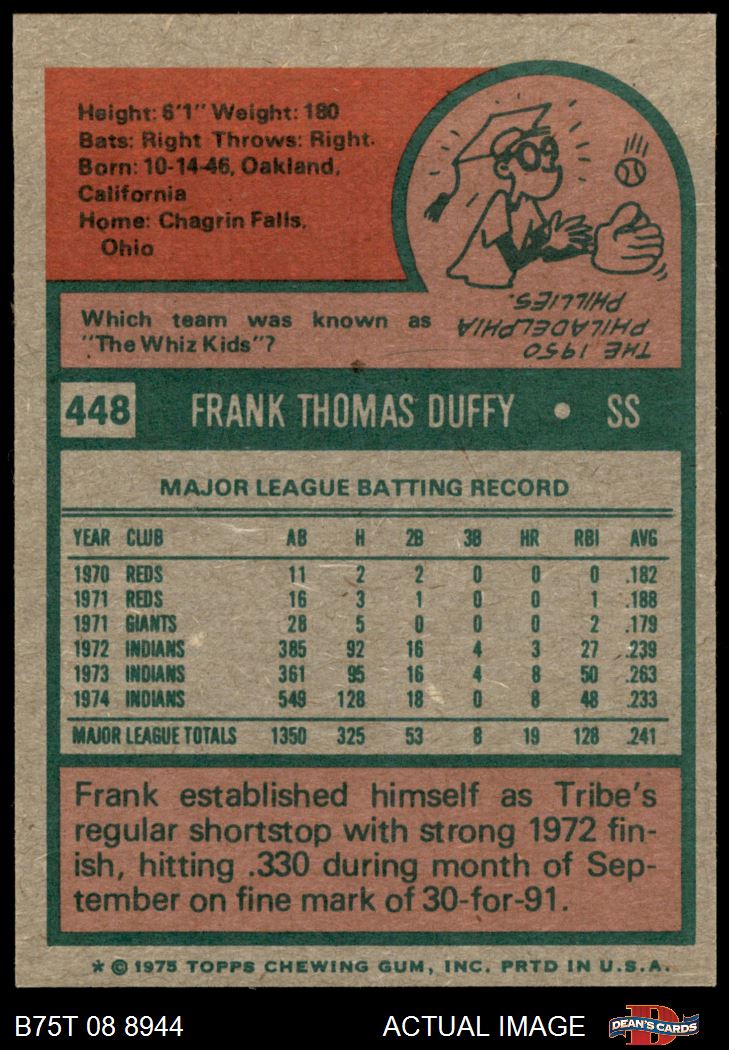 Height: 6'1" Weight: 180
Bats: Right Throws: Right.
Born: 10-14-46, Oakland,
California
Home: Chagrin Falls,
Ohio
Which team was known as
"The Whiz Kids"?
THE 1950
PHILADELPHIA
PHILLIES.
448 FRANK THOMAS DUFFY • SS
MAJOR LEAGUE BATTING RECORD
YEAR CLUB AB H 2B 3B HR RBI AVG
1970 REDS 11 2 2 0 0 0 .182
1971 REDS 16 3 1 0 0 1 .188
1971 GIANTS 28 5 0 0 0 2 .179
1972 INDIANS 385 92 16 4 3 27 .239
1973 INDIANS 361 95 16 4 8 50 .263
1974 INDIANS 549 128 18 0 8 48 .233
MAJOR LEAGUE TOTALS 1350 325 53 8 19 128 .241
Frank established himself as Tribe's
regular shortstop with strong 1972 fin-
ish, hitting .330 during month of Sep-
tember on fine mark of 30-for-91.
* © 1975 TOPPS CHEWING GUM, INC. PRTD IN U.S.A.
B75T 08 8944 ACTUAL IMAGE DEAN'S CARDS